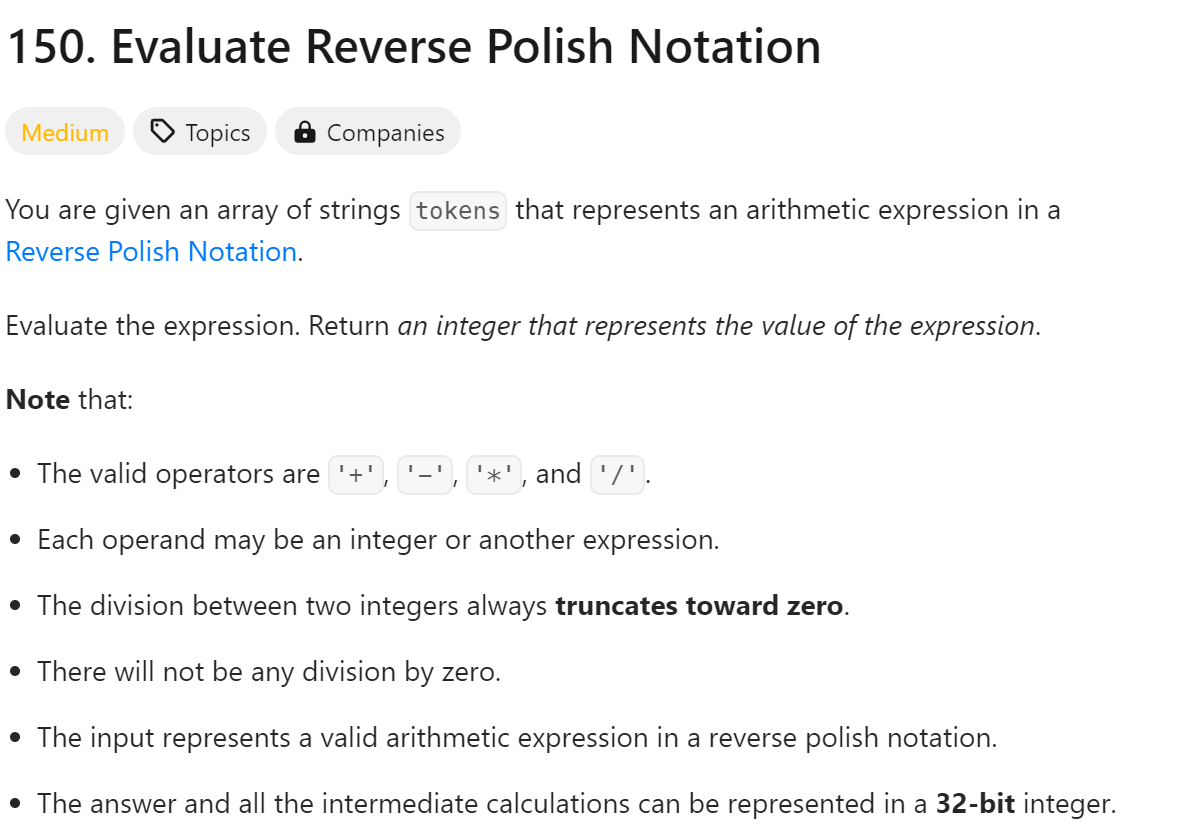 150. Evaluate Reverse Polish Notation
Medium Topics Companies
You are given an array of strings tokens that represents an arithmetic expression in a
Reverse Polish Notation.
Evaluate the expression. Return an integer that represents the value of the expression.
Note that:
• The valid operators are '+', '-', '*', and '/'.
• Each operand may be an integer or another expression.
• The division between two integers always truncates toward zero.
• There will not be any division by zero.
• The input represents a valid arithmetic expression in a reverse polish notation.
• The answer and all the intermediate calculations can be represented in a 32-bit integer.